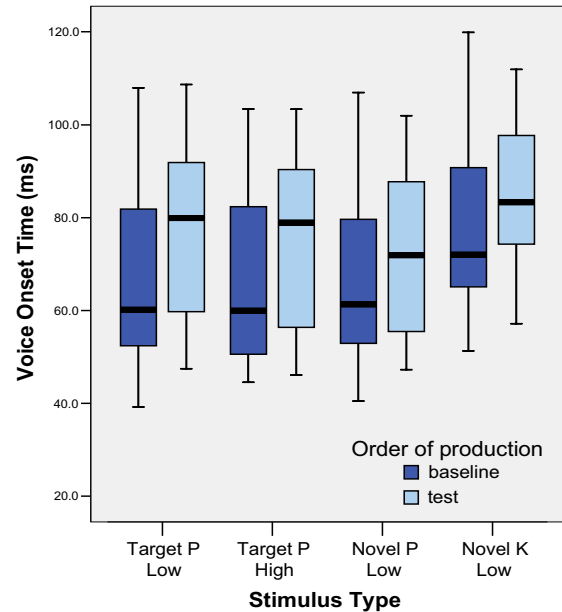 120.0
100.0
80.0
60.0
40.0
20.0
Voice Onset Time (ms)
Order of production
baseline
test
Target P
Low
Target P
High
Novel P
Low
Novel K
Low
Stimulus Type